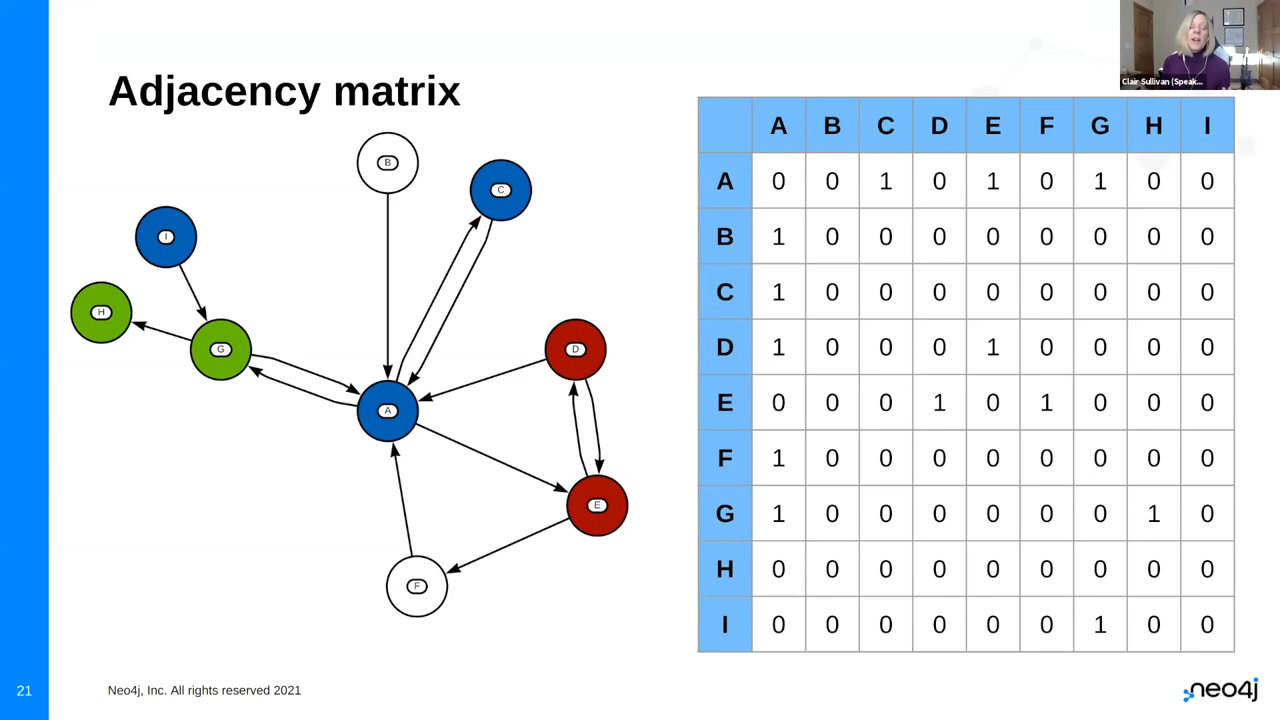 Clair Sullivan (Speak...
Adjacency matrix
B
C
I
H
G
D
A
E
F
A B C D E F G H I
A 0 0 1 0 1 0 1 0 0
B 1 0 0 0 0 0 0 0 0
C 1 0 0 0 0 0 0 0 0
D 1 0 0 0 1 0 0 0 0
E 0 0 0 1 0 1 0 0 0
F 1 0 0 0 0 0 0 0 0
G 1 0 0 0 0 0 0 1 0
H 0 0 0 0 0 0 0 0 0
I 0 0 0 0 0 0 1 0 0
21
Neo4j, Inc. All rights reserved 2021
neo4j